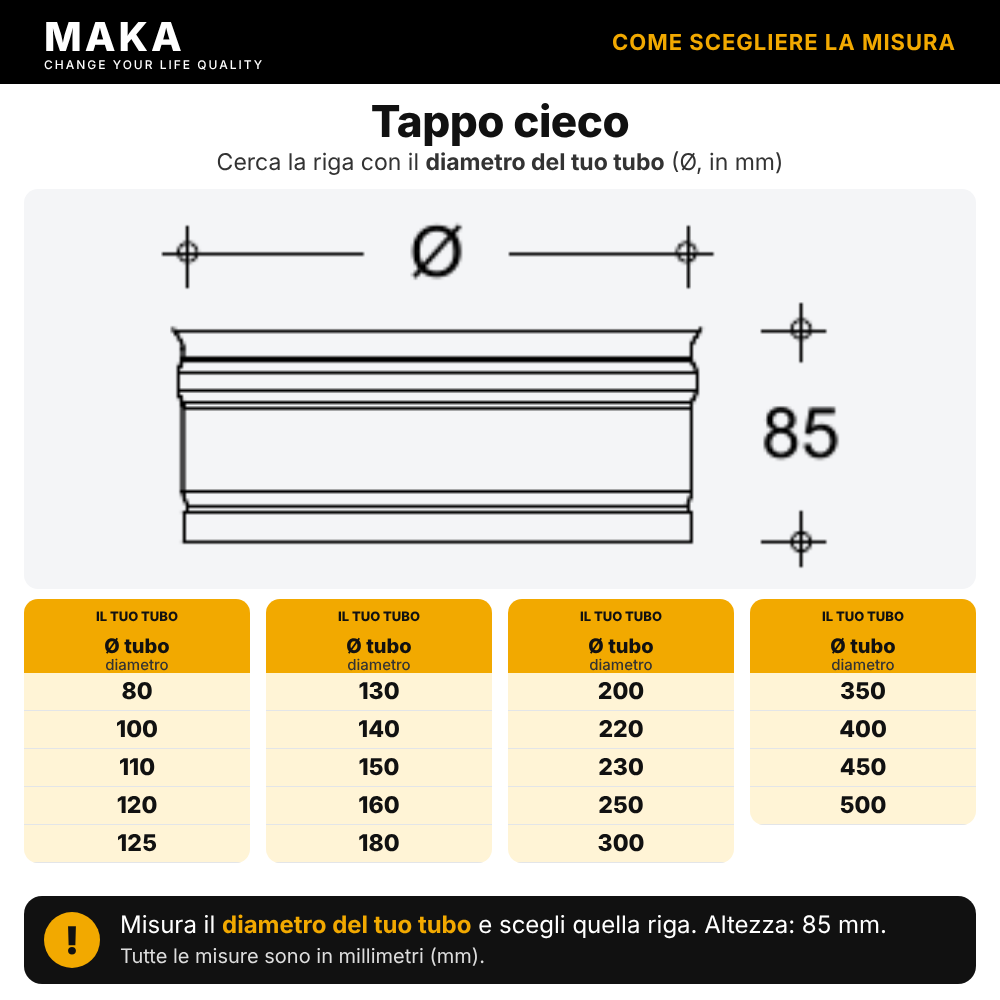 MAKA
CHANGE YOUR LIFE QUALITY
COME SCEGLIERE LA MISURA
Tappo cieco
Cerca la riga con il diametro del tuo tubo (Ø, in mm)
Ø
85
IL TUO TUBO IL TUO TUBO IL TUO TUBO IL TUO TUBO
Ø tubo Ø tubo Ø tubo Ø tubo
diametro diametro diametro diametro
80 130 200 350
100 140 220 400
110 150 230 450
120 160 250 500
125 180 300
! Misura il diametro del tuo tubo e scegli quella riga. Altezza: 85 mm.
Tutte le misure sono in millimetri (mm).